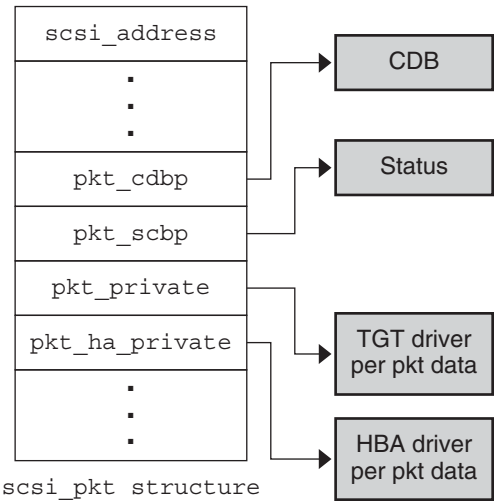 scsi_address
.
.
.
pkt_cdbp
pkt_scbp
pkt_private
pkt_ha_private
.
.
.
scsi_pkt structure
CDB
Status
TGT driver
per pkt data
HBA driver
per pkt data